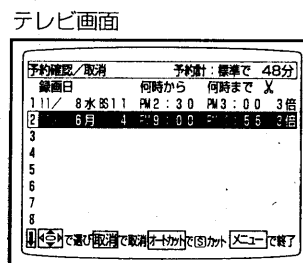 テレビ画面
予約確認／取消 予約計:標準で 48分
録画日 何時から 何時まで
1 11／ 8水 BS11 PM2:30 PM3:00 3倍
2 6月 4 9:00 55 3倍
3
4
5
6
7
8
で選び 取消で取消 オートカットでⓈカット メニューで終了